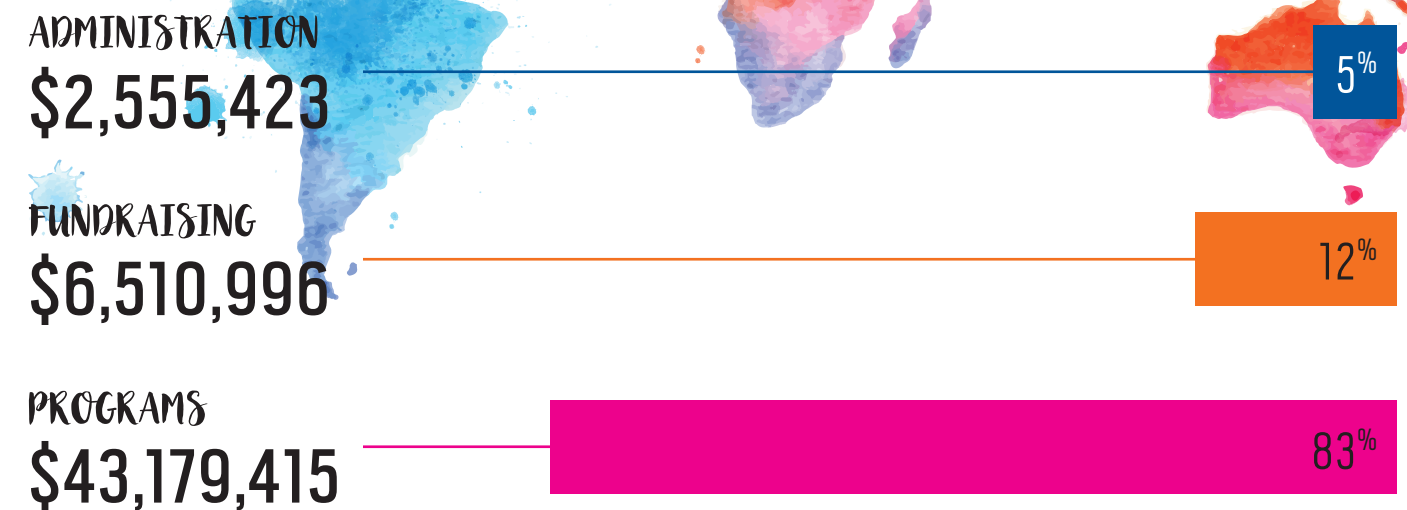 ADMINISTRATION
$2,555,423
5%
FUNDRAISING
$6,510,996
12%
PROGRAMS
$43,179,415
83%